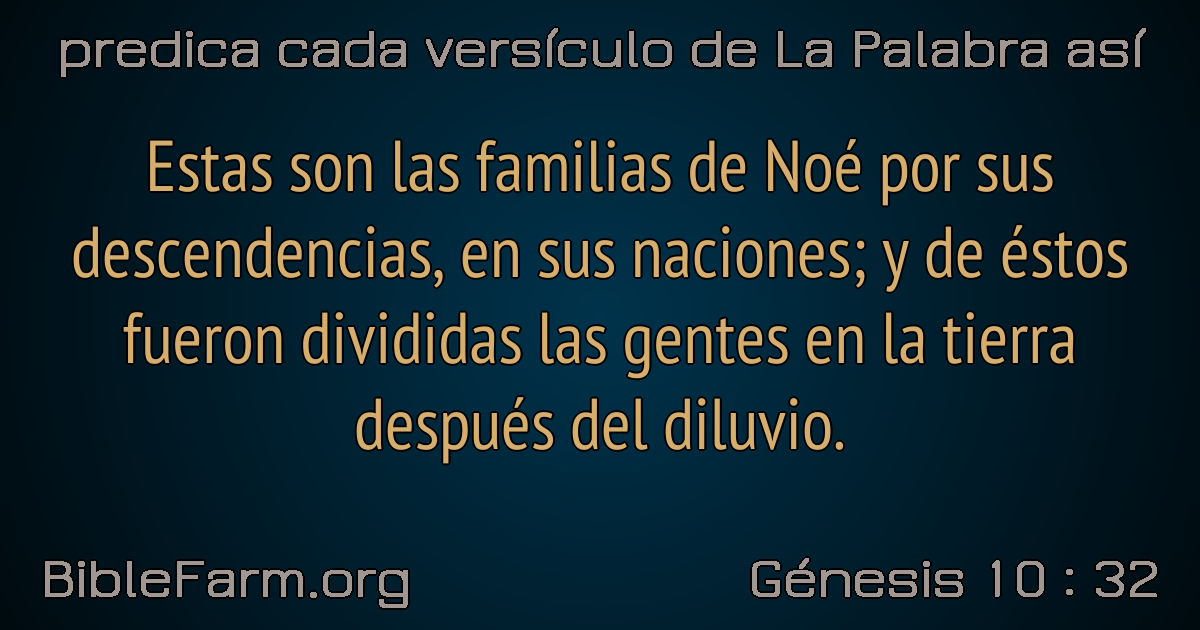 predica cada versículo de La Palabra así
Estas son las familias de Noé por sus
descendencias, en sus naciones; y de éstos
fueron divididas las gentes en la tierra
después del diluvio.
BibleFarm.org
Génesis 10 : 32